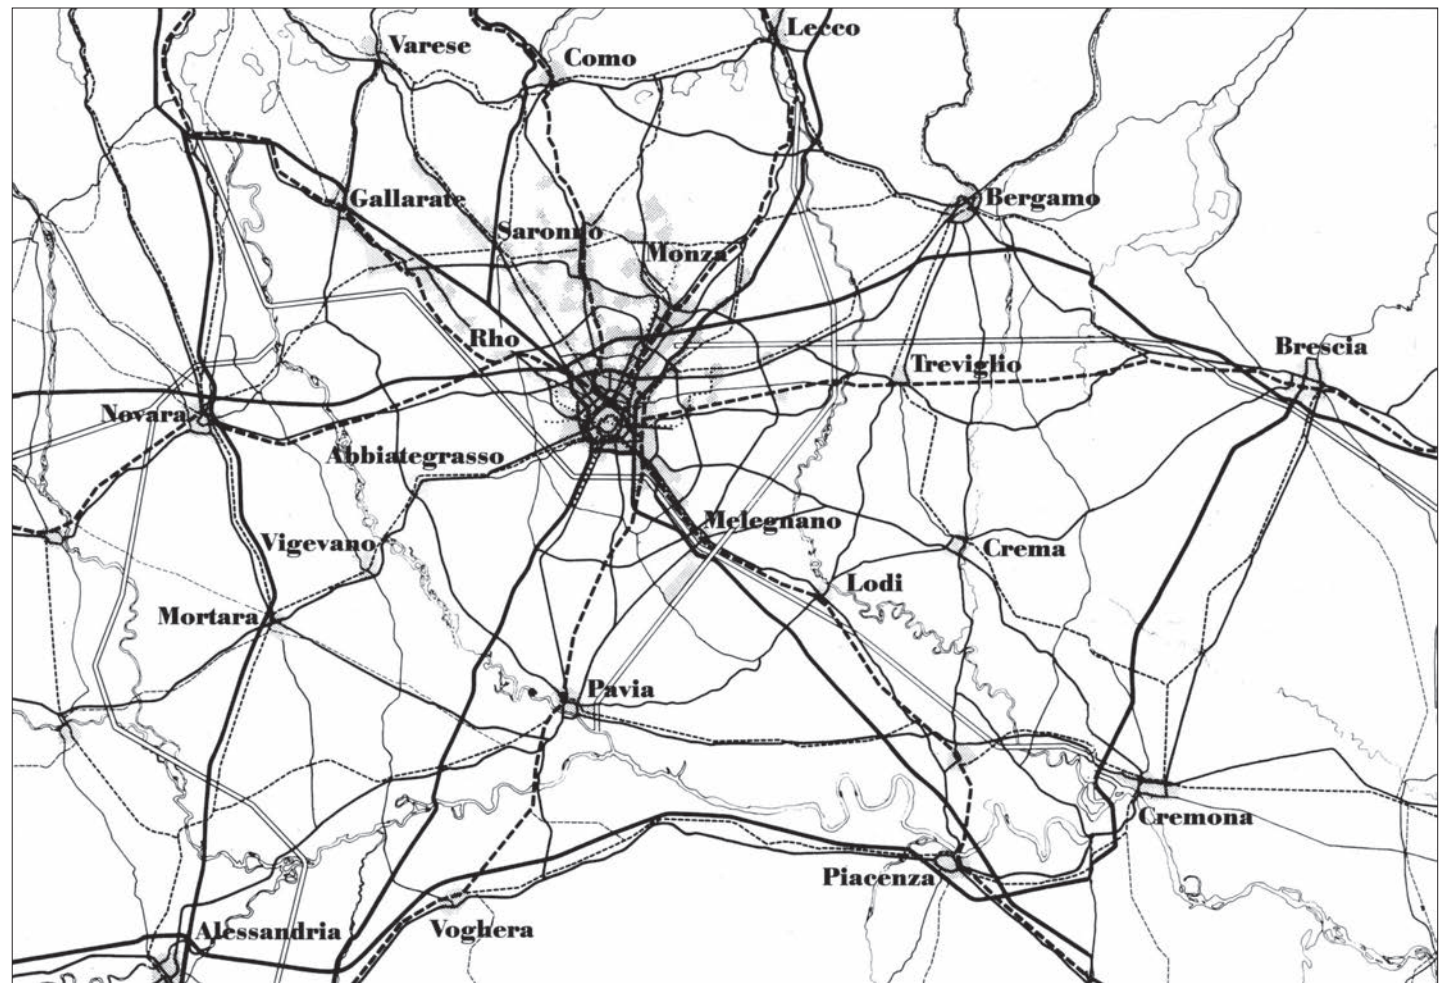 Lecco
Varese
Como
Gallarate
Bergamo
Saronno
Monza
Rho
Brescia
Treviglio
Novara
Abbiategrasso
Melegnano
Vigevano
Crema
Lodi
Mortara
Pavia
Cremona
Piacenza
Voghera
Alessandria